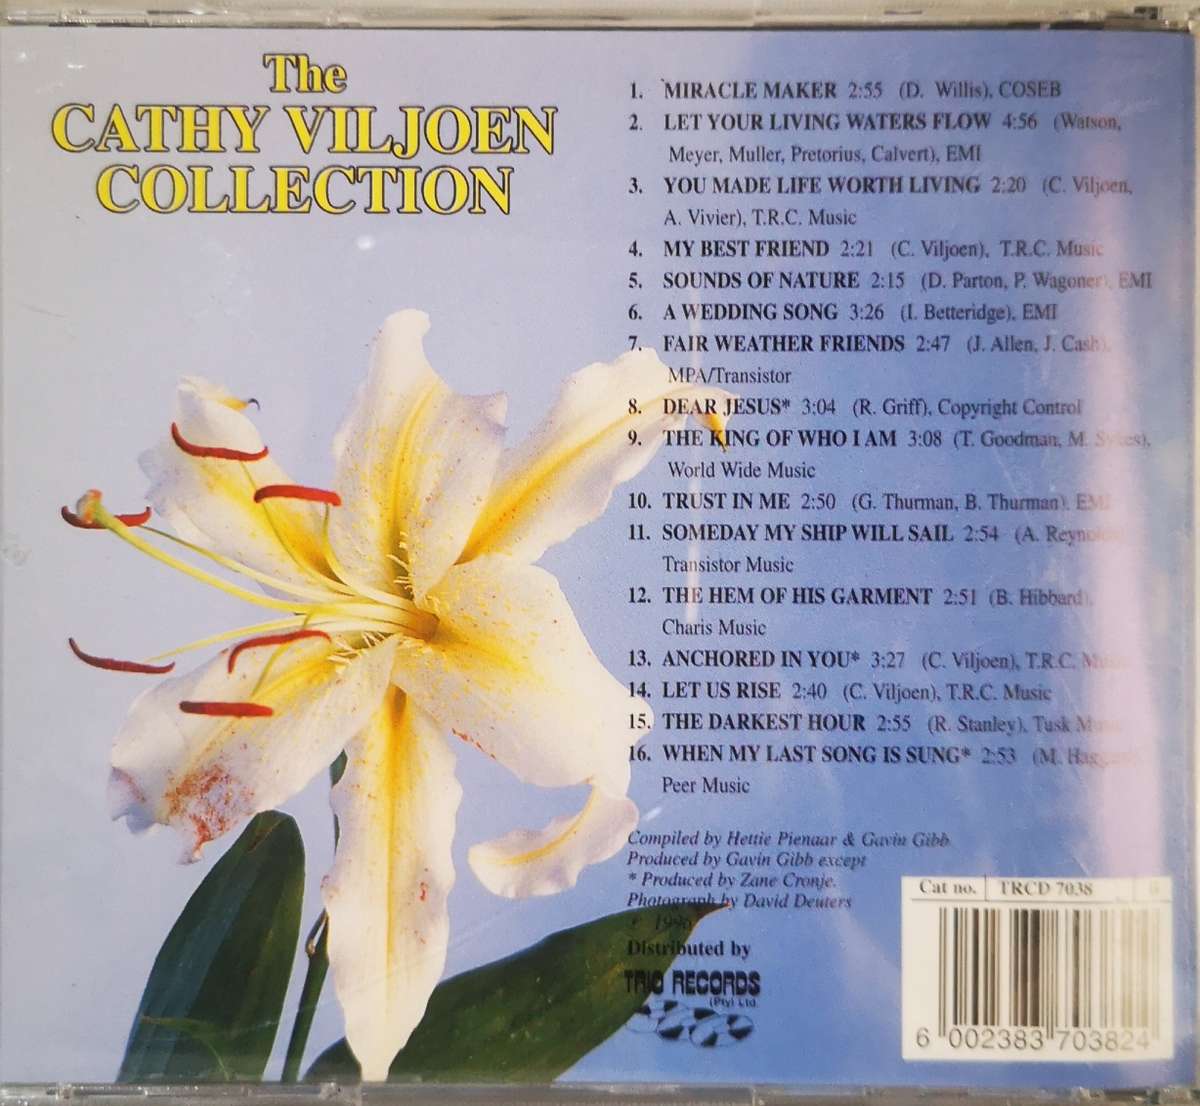 The
CATHY VILJOEN
COLLECTION
1. MIRACLE MAKER 2:55 (D. Willis), COSEB
2. LET YOUR LIVING WATERS FLOW 4:56 (Watson,
Meyer, Muller, Pretorius, Calvert), EMI
3. YOU MADE LIFE WORTH LIVING 2:20 (C. Viljoen,
A. Vivier), T.R.C. Music
4. MY BEST FRIEND 2:21 (C. Viljoen), T.R.C. Music
5. SOUNDS OF NATURE 2:15 (D. Parton, P. Wagoner), EMI
6. A WEDDING SONG 3:26 (I. Betteridge), EMI
7. FAIR WEATHER FRIENDS 2:47 (J. Allen, J. Cash),
MPA/Transistor
8. DEAR JESUS* 3:04 (R. Griff), Copyright Control
9. THE KING OF WHO I AM 3:08 (T. Goodman, M. Sykes),
World Wide Music
10. TRUST IN ME 2:50 (G. Thurman, B. Thurman), EMI
11. SOMEDAY MY SHIP WILL SAIL 2:54 (A. Reynolds),
Transistor Music
12. THE HEM OF HIS GARMENT 2:51 (B. Hibbard),
Charis Music
13. ANCHORED IN YOU* 3:27 (C. Viljoen), T.R.C. Music
14. LET US RISE 2:40 (C. Viljoen), T.R.C. Music
15. THE DARKEST HOUR 2:55 (R. Stanley), Tusk Music
16. WHEN MY LAST SONG IS SUNG* 2:53 (M. Haggard),
Peer Music
Compiled by Hettie Pienaar & Gavin Gibb
Produced by Gavin Gibb except
* Produced by Zane Cronje.
Photograph by David Deuters
1996
Distributed by
TRIO RECORDS
(Pty) Ltd.
Cat no. TRCD 7038
6 002383 703824